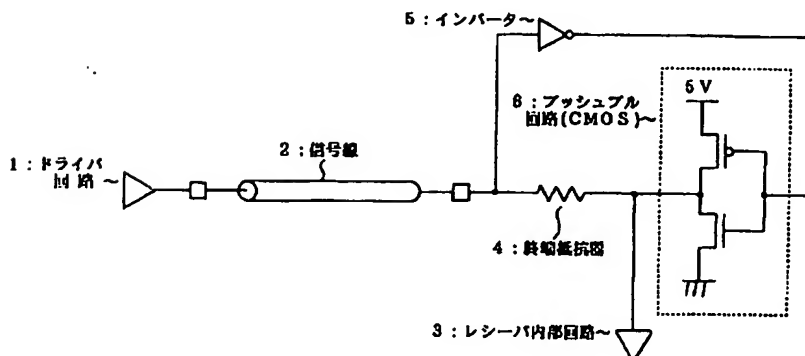 5：インバータ
5V
6：プッシュプル
回路(CMOS)
2：信号線
1：ドライバ
回路
4：終端抵抗器
3：レシーバ内部回路